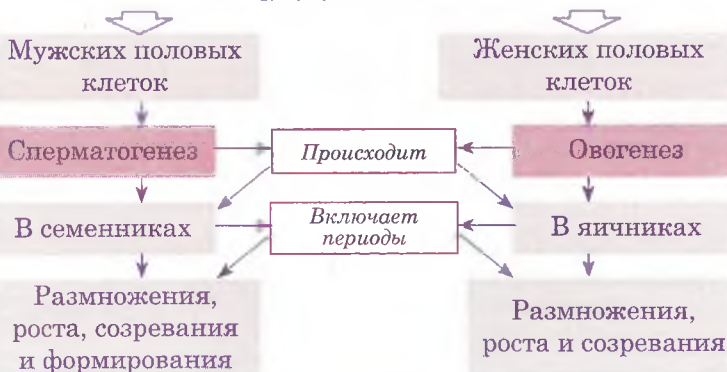 Мужских половых
клеток
Женских половых
клеток
Сперматогенез
Происходит
Овогенез
В семенниках
Включает
периоды
В яичниках
Размножения,
роста, созревания
и формирования
Размножения,
роста и созревания